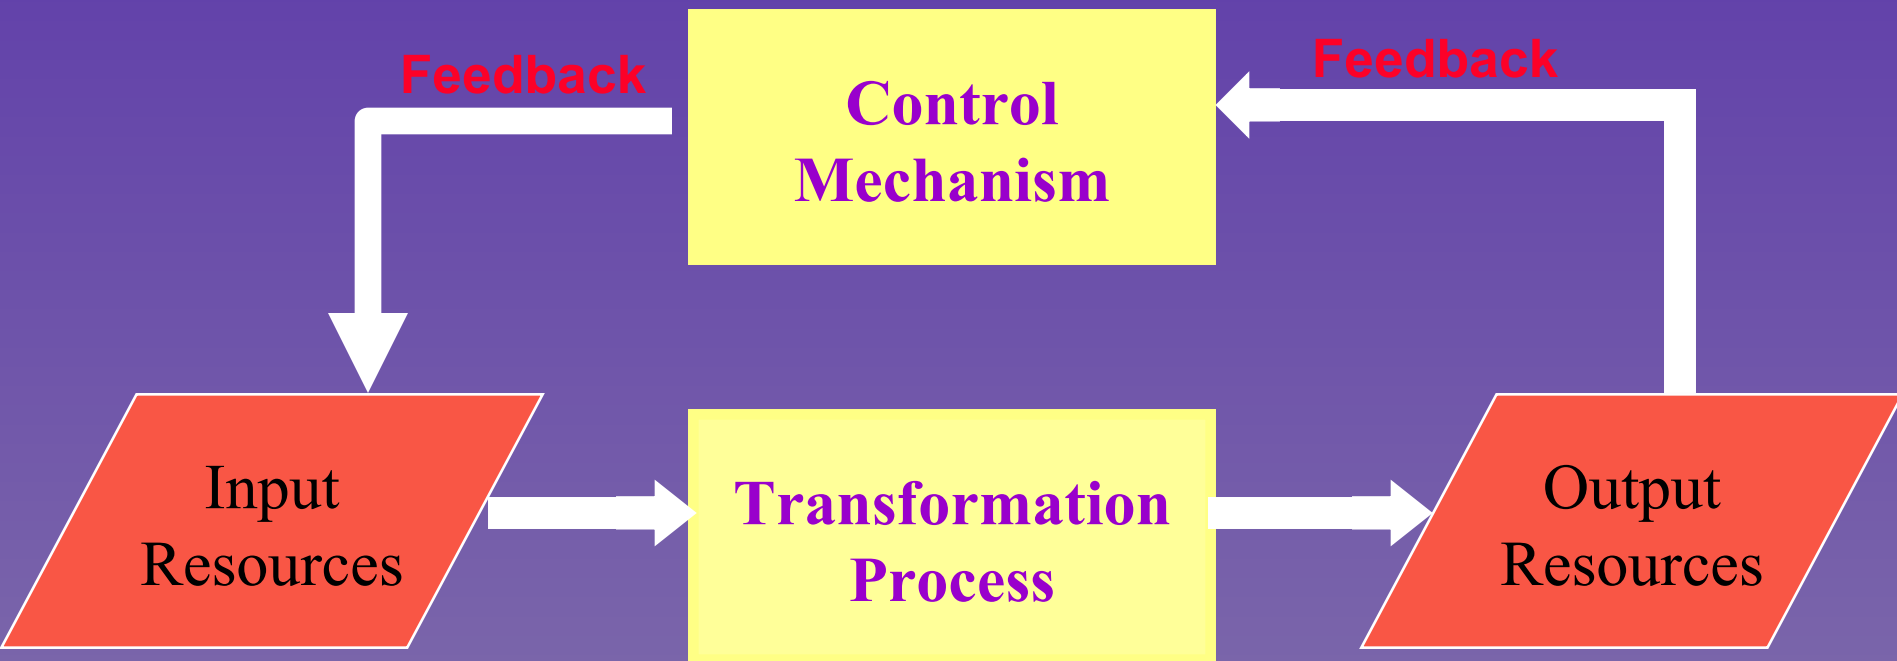 Feedback
Control
Mechanism
Feedback
Input
Resources
Transformation
Process
Output
Resources